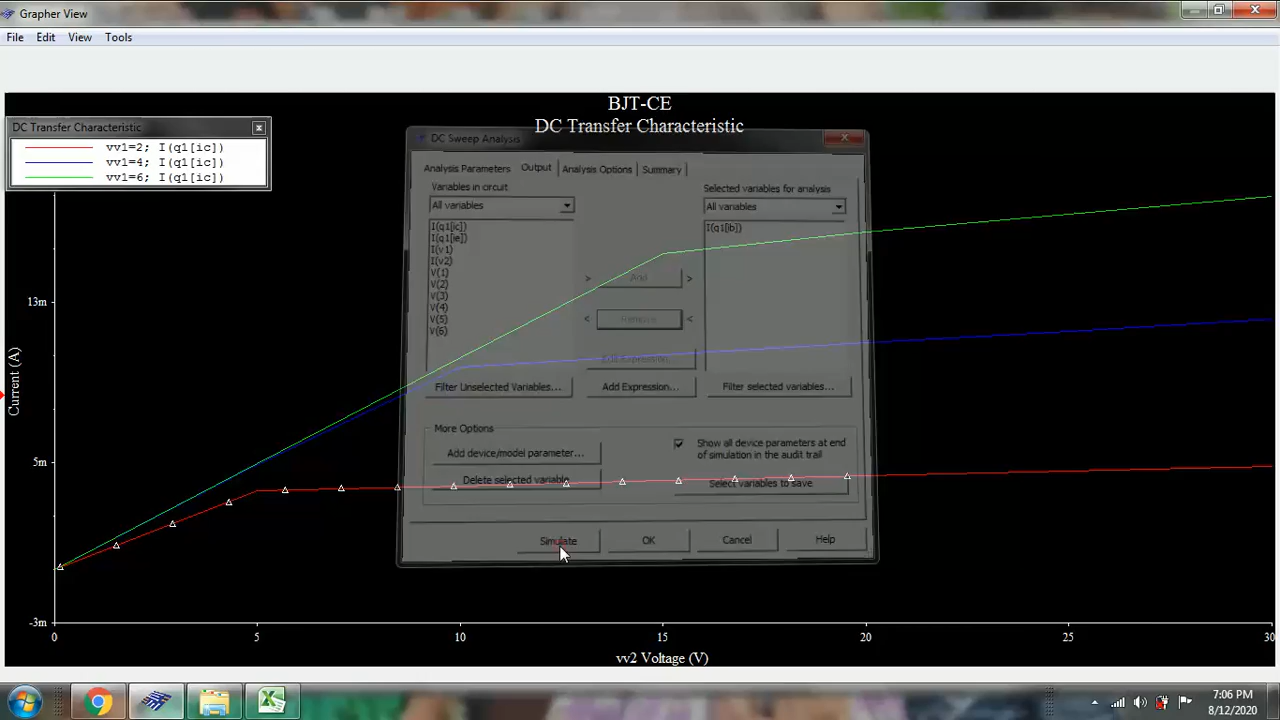 Grapher View
File Edit View Tools
BJT-CE
DC Transfer Characteristic
DC Transfer Characteristic
vv1=2; I(q1[ic])
vv1=4; I(q1[ic])
vv1=6; I(q1[ic])
DC Sweep Analysis
Analysis Parameters Output Analysis Options Summary
Variables in circuit
All variables
I(q1[ic])
I(q1[ie])
I(v1)
I(v2)
V(1)
V(2)
V(3)
V(4)
V(5)
V(6)
> Add >
< Remove <
Edit Expression...
Selected variables for analysis
All variables
I(q1[ib])
Filter Unselected Variables...
Add Expression...
Filter selected variables...
More Options
Add device/model parameter...
Delete selected variable
Show all device parameters at end
of simulation in the audit trail
Select variables to save
Simulate OK Cancel Help
Current (A)
13m
5m
-3m
0 5 10 15 20 25 30
vv2 Voltage (V)
7:06 PM
8/12/2020